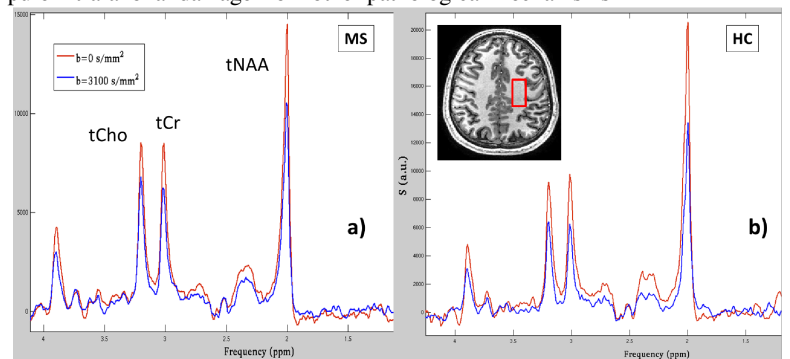 MS
b=0 s/mm²
b=3100 s/mm²
tNAA
tCho
tCr
a)
15000
10000
5000
0
4
3.5
3
2.5
2
1.5
Frequency (ppm)
HC
S (a.u.)
b)
20000
18000
16000
14000
12000
10000
8000
6000
4000
2000
0
4
3.5
3
2.5
2
1.5
Frequency (ppm)